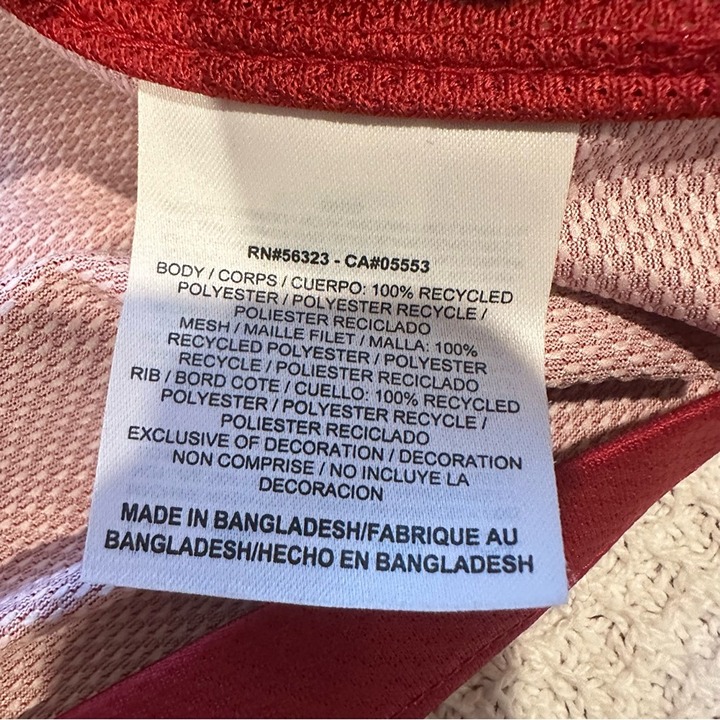 RN#56323 - CA#05553
BODY / CORPS / CUERPO: 100% RECYCLED
POLYESTER / POLYESTER RECYCLE /
POLIESTER RECICLADO
MESH / MAILLE FILET / MALLA: 100%
RECYCLED POLYESTER / POLYESTER
RECYCLE / POLIESTER RECICLADO
RIB / BORD COTE / CUELLO: 100% RECYCLED
POLYESTER / POLYESTER RECYCLE /
POLIESTER RECICLADO
EXCLUSIVE OF DECORATION / DECORATION
NON COMPRISE / NO INCLUYE LA
DECORACION
MADE IN BANGLADESH/FABRIQUE AU
BANGLADESH/HECHO EN BANGLADESH